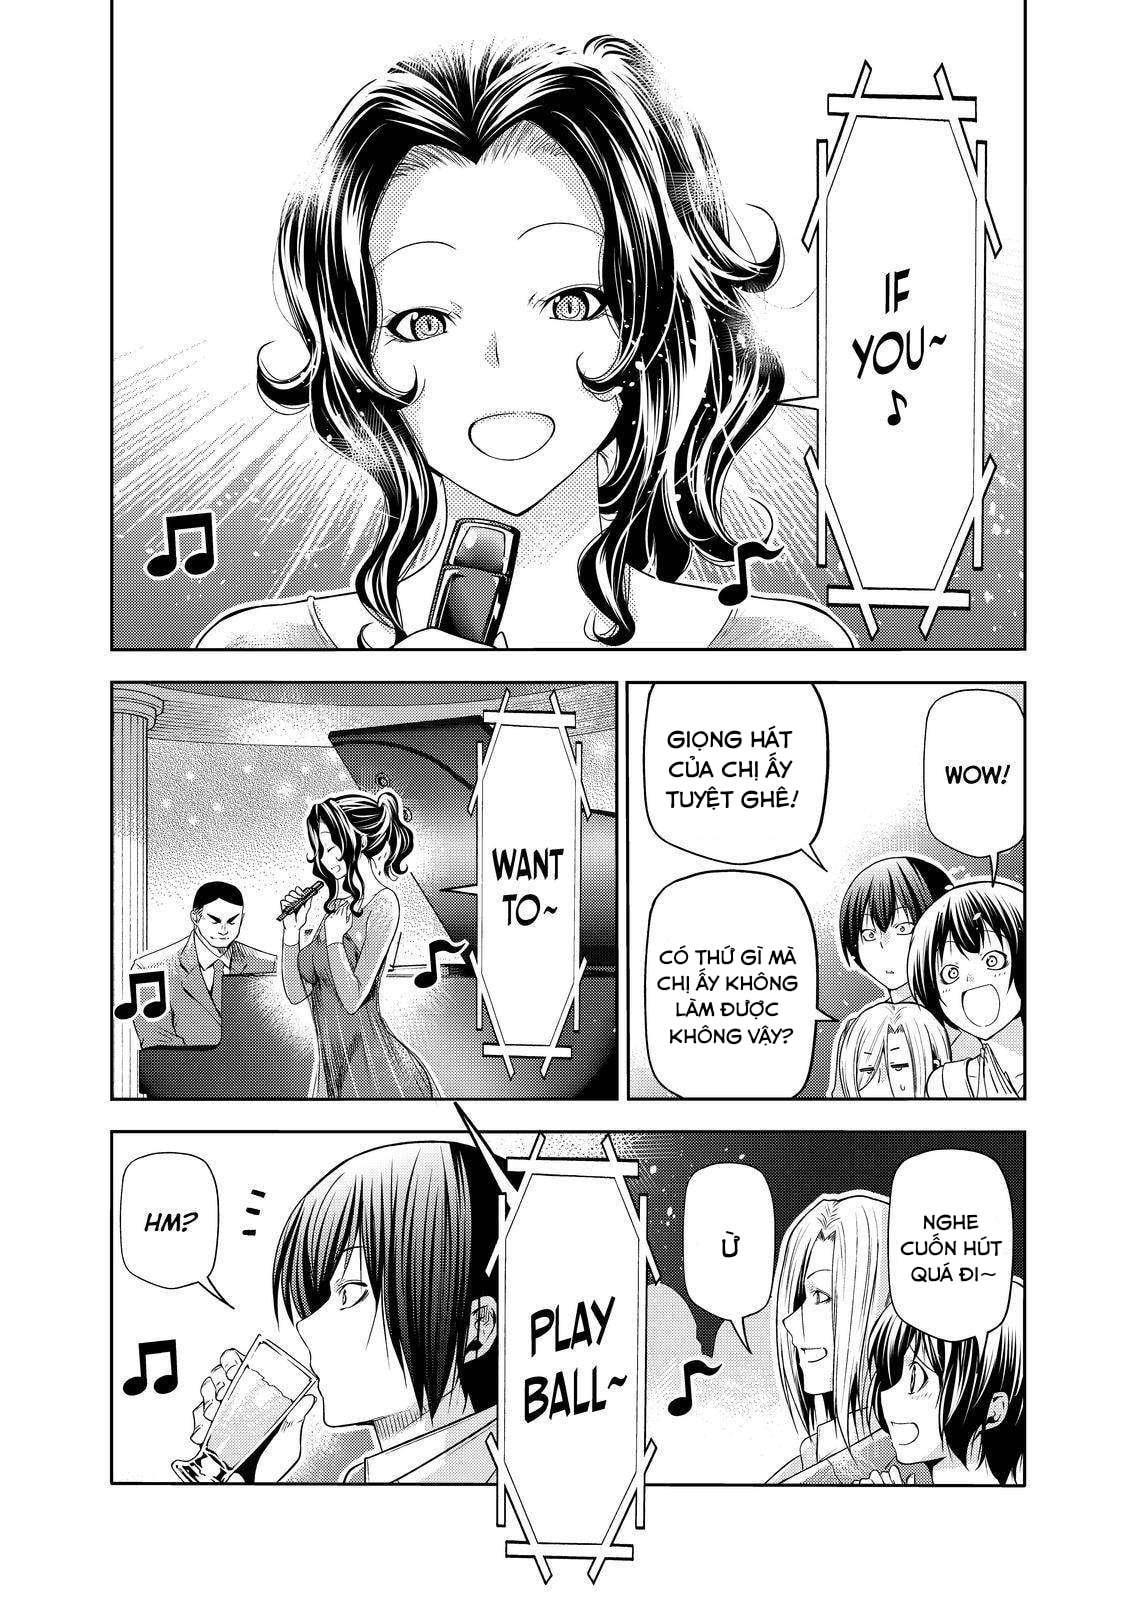 IF
YOU~
♪
WOW!
GIỌNG HÁT
CỦA CHỊ ẤY
TUYỆT GHÊ!
CÓ THỨ GÌ MÀ
CHỊ ẤY KHÔNG
LÀM ĐƯỢC
KHÔNG VẬY?
WANT
TO~
NGHE
CUỐN HÚT
QUÁ ĐI~
Ừ
PLAY
BALL~
HM?